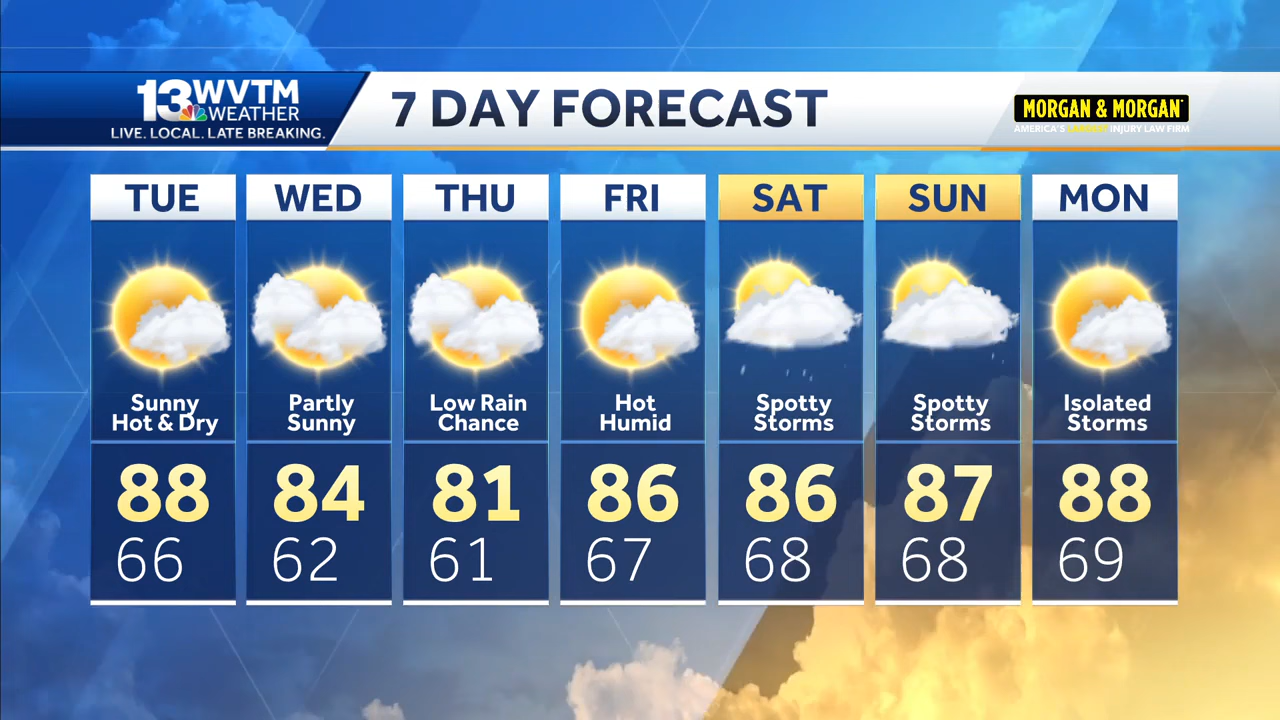 13 WVTM
WEATHER
LIVE. LOCAL. LATE BREAKING.
7 DAY FORECAST
MORGAN & MORGAN
AMERICA'S LARGEST INJURY LAW FIRM
TUE WED THU FRI SAT SUN MON
Sunny Partly Low Rain Hot Spotty Spotty Isolated
Hot & Dry Sunny Chance Humid Storms Storms Storms
88 84 81 86 86 87 88
66 62 61 67 68 68 69